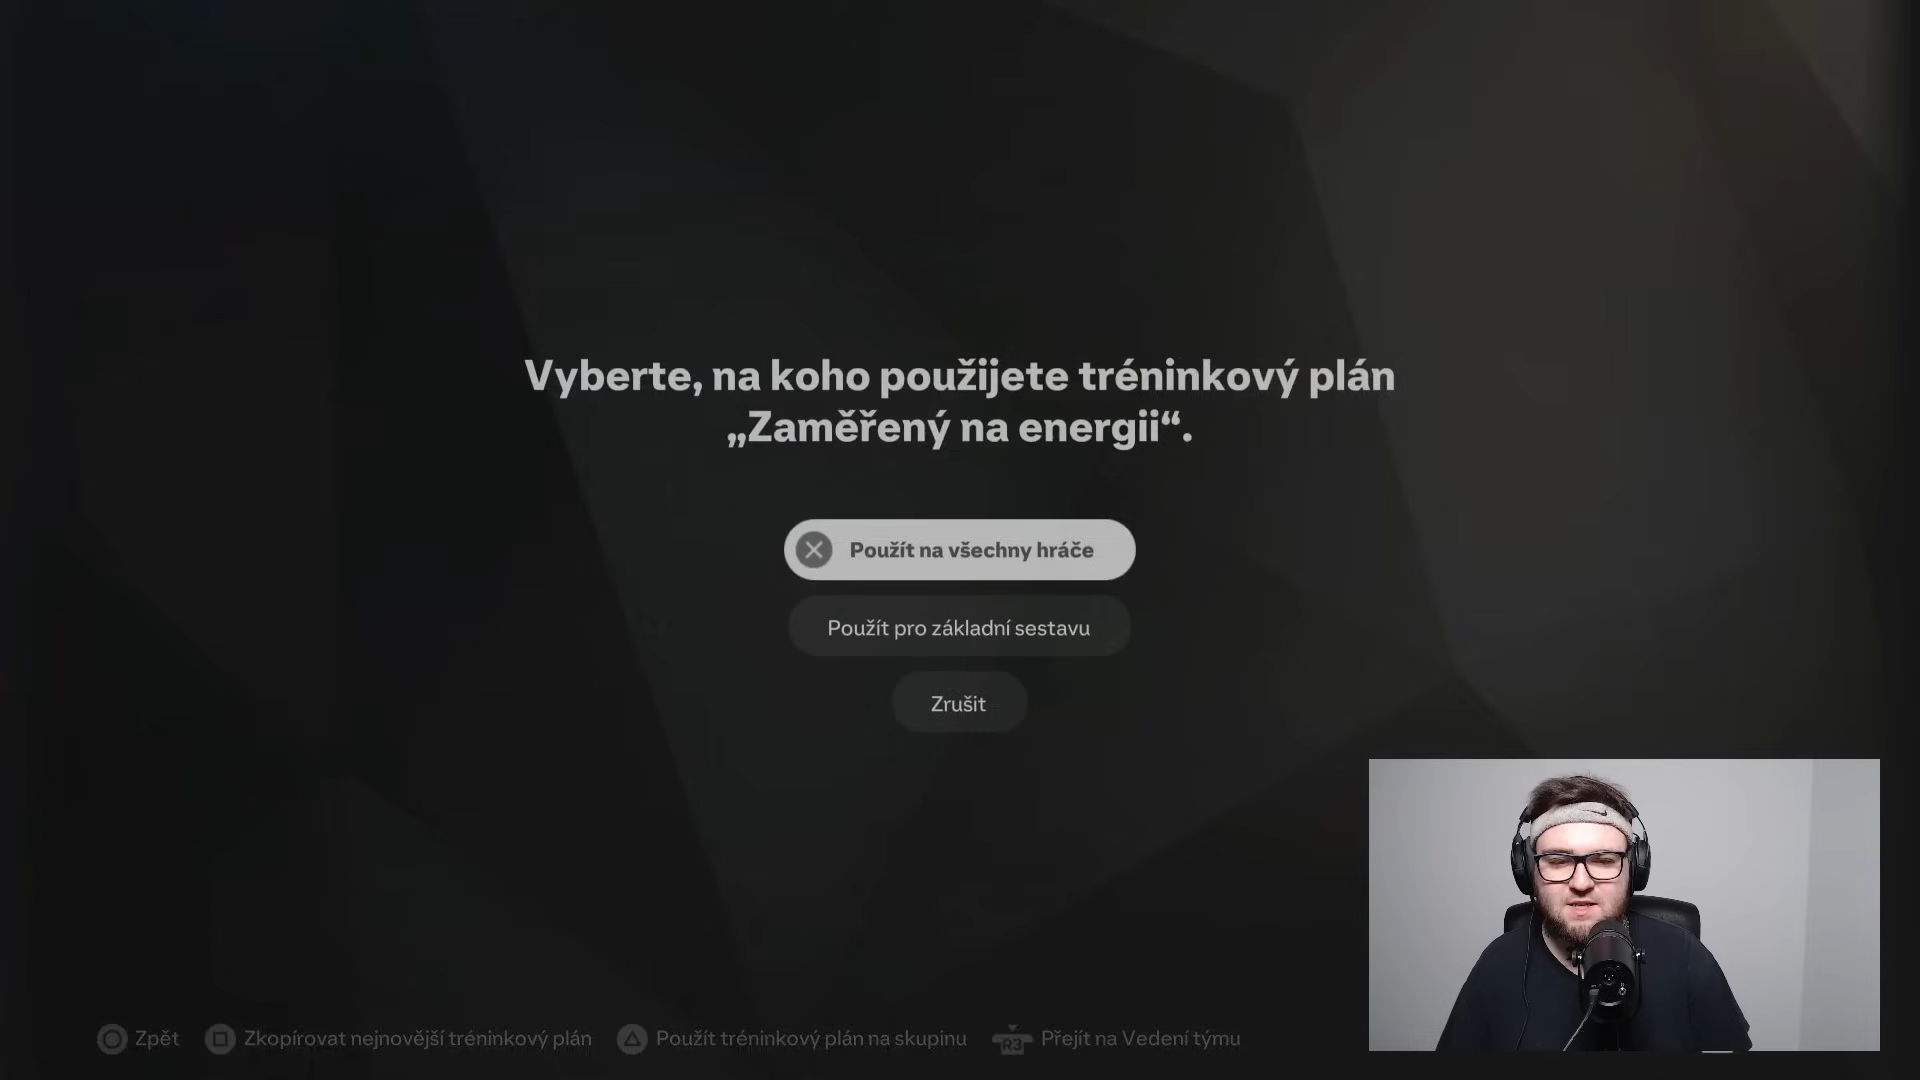 Vyberte, na koho použijete tréninkový plán
„Zaměřený na energii“.
Použít na všechny hráče
Použít pro základní sestavu
Zrušit
Zpět Zkopírovat nejnovější tréninkový plán Použít tréninkový plán na skupinu R3 Přejít na Vedení týmu